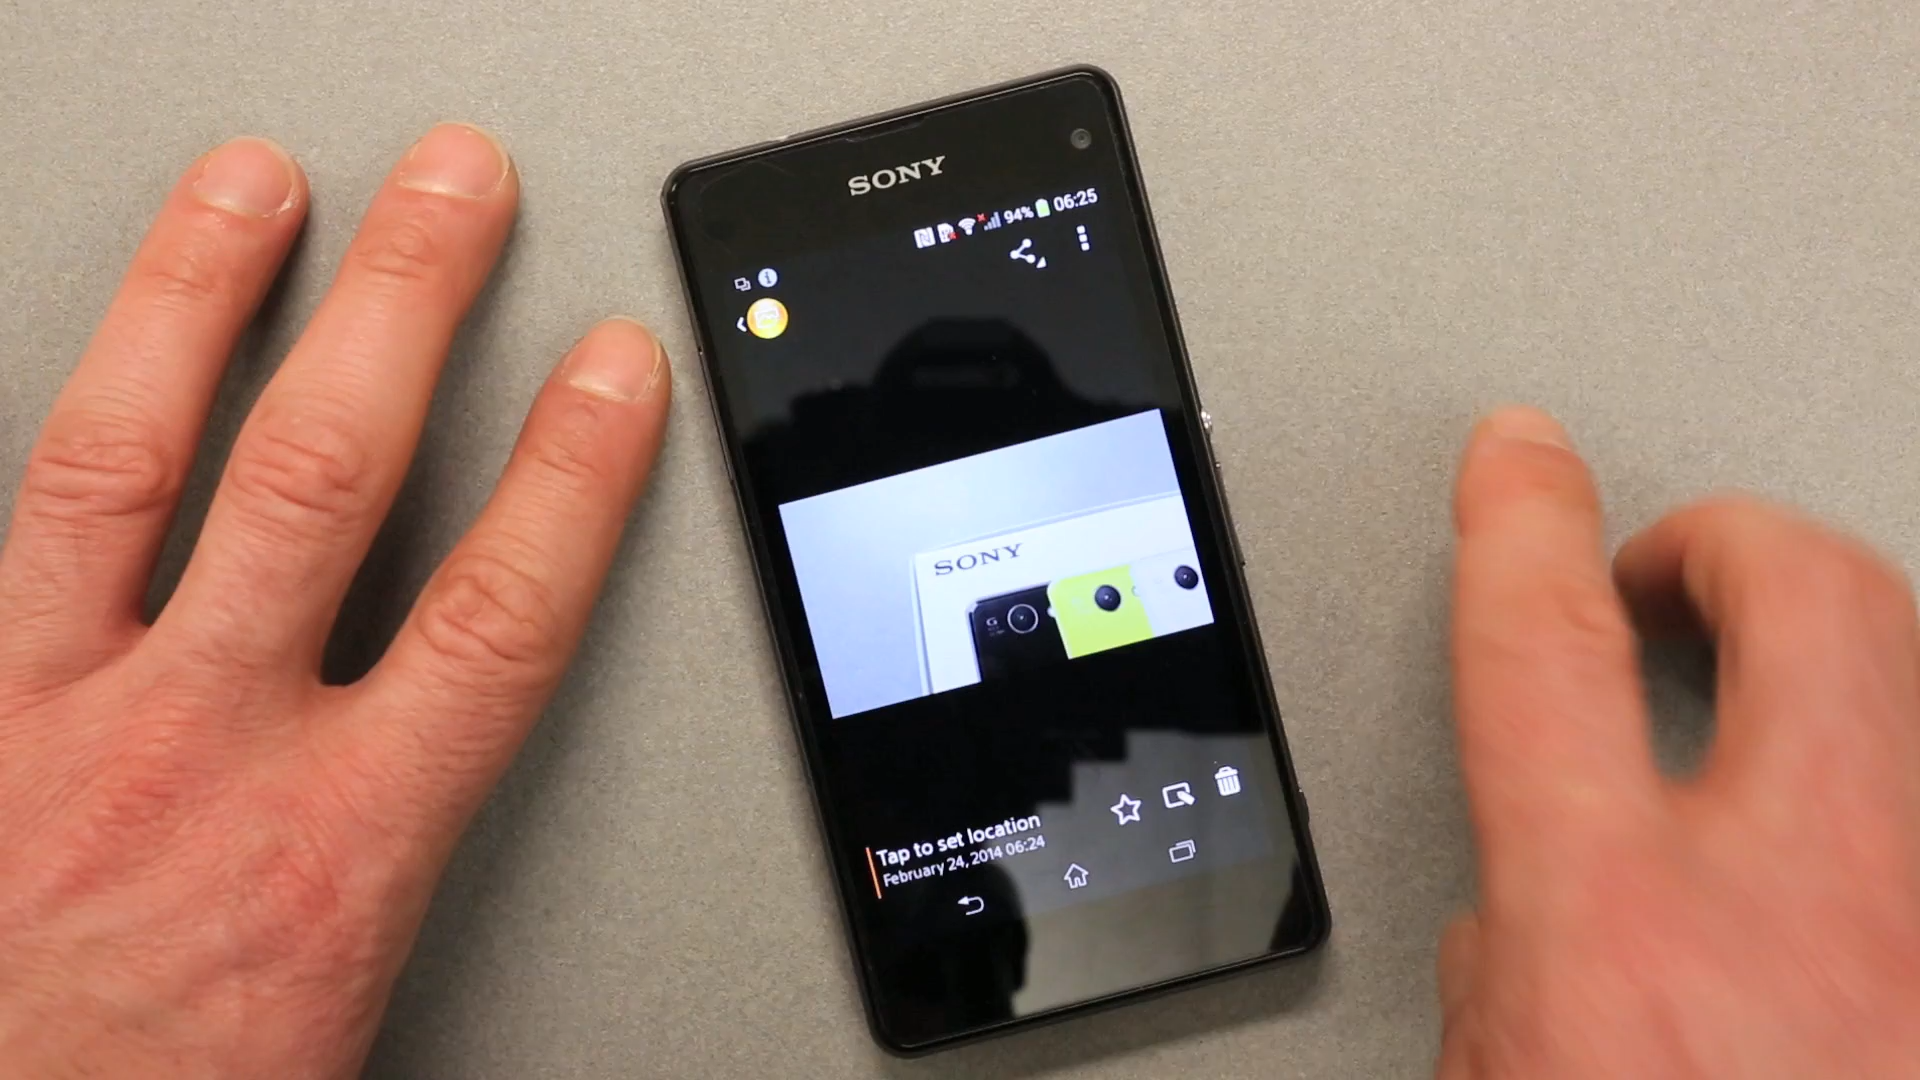 SONY
94% 06:25
SONY
G
Tap to set location
February 24, 2014 06:24